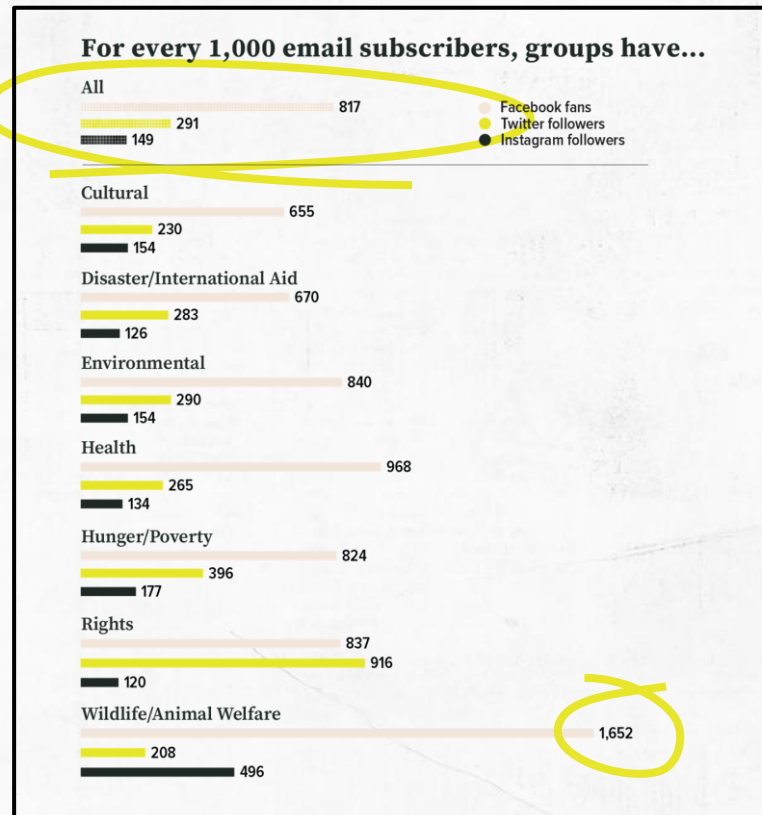 For every 1,000 email subscribers, groups have...
All
817
291
149
Facebook fans
Twitter followers
Instagram followers
Cultural
655
230
154
Disaster/International Aid
670
283
126
Environmental
840
290
154
Health
968
265
134
Hunger/Poverty
824
396
177
Rights
837
916
120
Wildlife/Animal Welfare
1,652
208
496